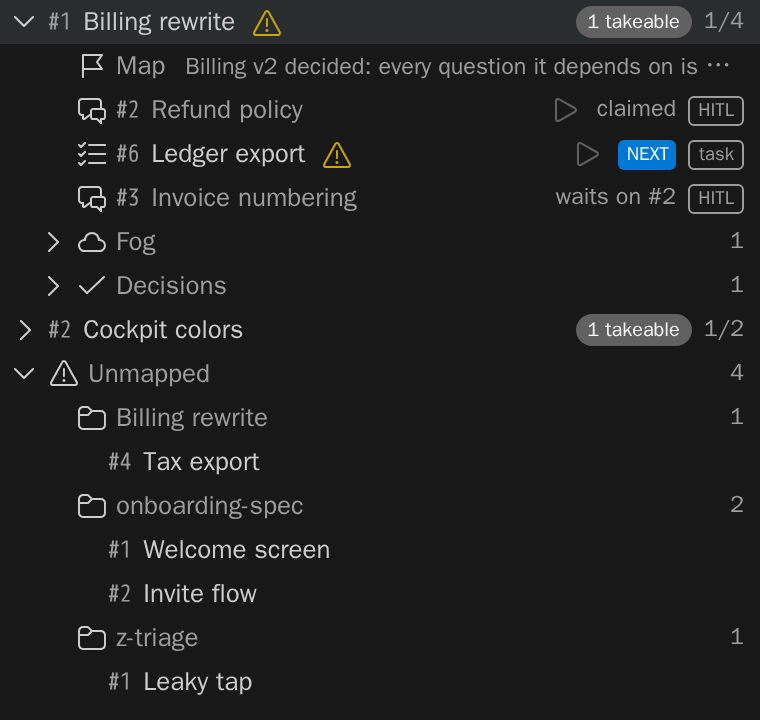 #1 Billing rewrite 1 takeable 1/4
Map Billing v2 decided: every question it depends on is ···
#2 Refund policy claimed HITL
#6 Ledger export NEXT task
#3 Invoice numbering waits on #2 HITL
Fog 1
Decisions 1
#2 Cockpit colors 1 takeable 1/2
Unmapped 4
Billing rewrite 1
#4 Tax export
onboarding-spec 2
#1 Welcome screen
#2 Invite flow
z-triage 1
#1 Leaky tap